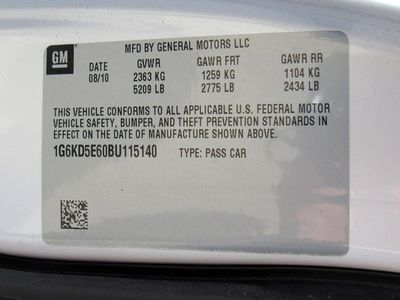 GM
MFD BY GENERAL MOTORS LLC
DATE GVWR GAWR FRT GAWR RR
08/10 2363 KG 1259 KG 1104 KG
5209 LB 2775 LB 2434 LB
THIS VEHICLE CONFORMS TO ALL APPLICABLE U.S. FEDERAL MOTOR
VEHICLE SAFETY, BUMPER, AND THEFT PREVENTION STANDARDS IN
EFFECT ON THE DATE OF MANUFACTURE SHOWN ABOVE.
1G6KD5E60BU115140 TYPE: PASS CAR